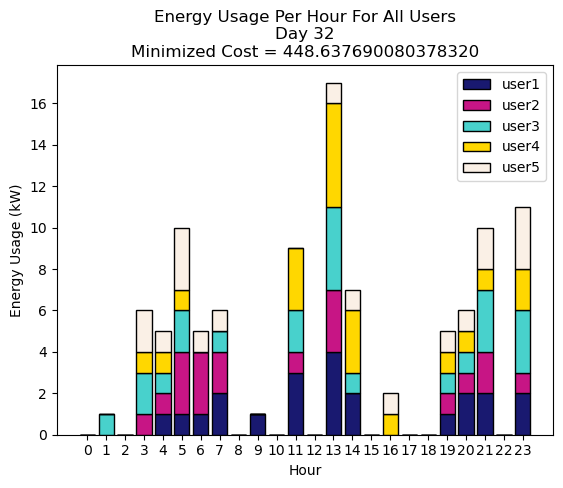 Energy Usage Per Hour For All Users
Day 32
Minimized Cost = 448.637690080378320
user1
user2
user3
user4
user5
Energy Usage (kW)
16
14
12
10
8
6
4
2
0
0 1 2 3 4 5 6 7 8 9 10 11 12 13 14 15 16 17 18 19 20 21 22 23
Hour